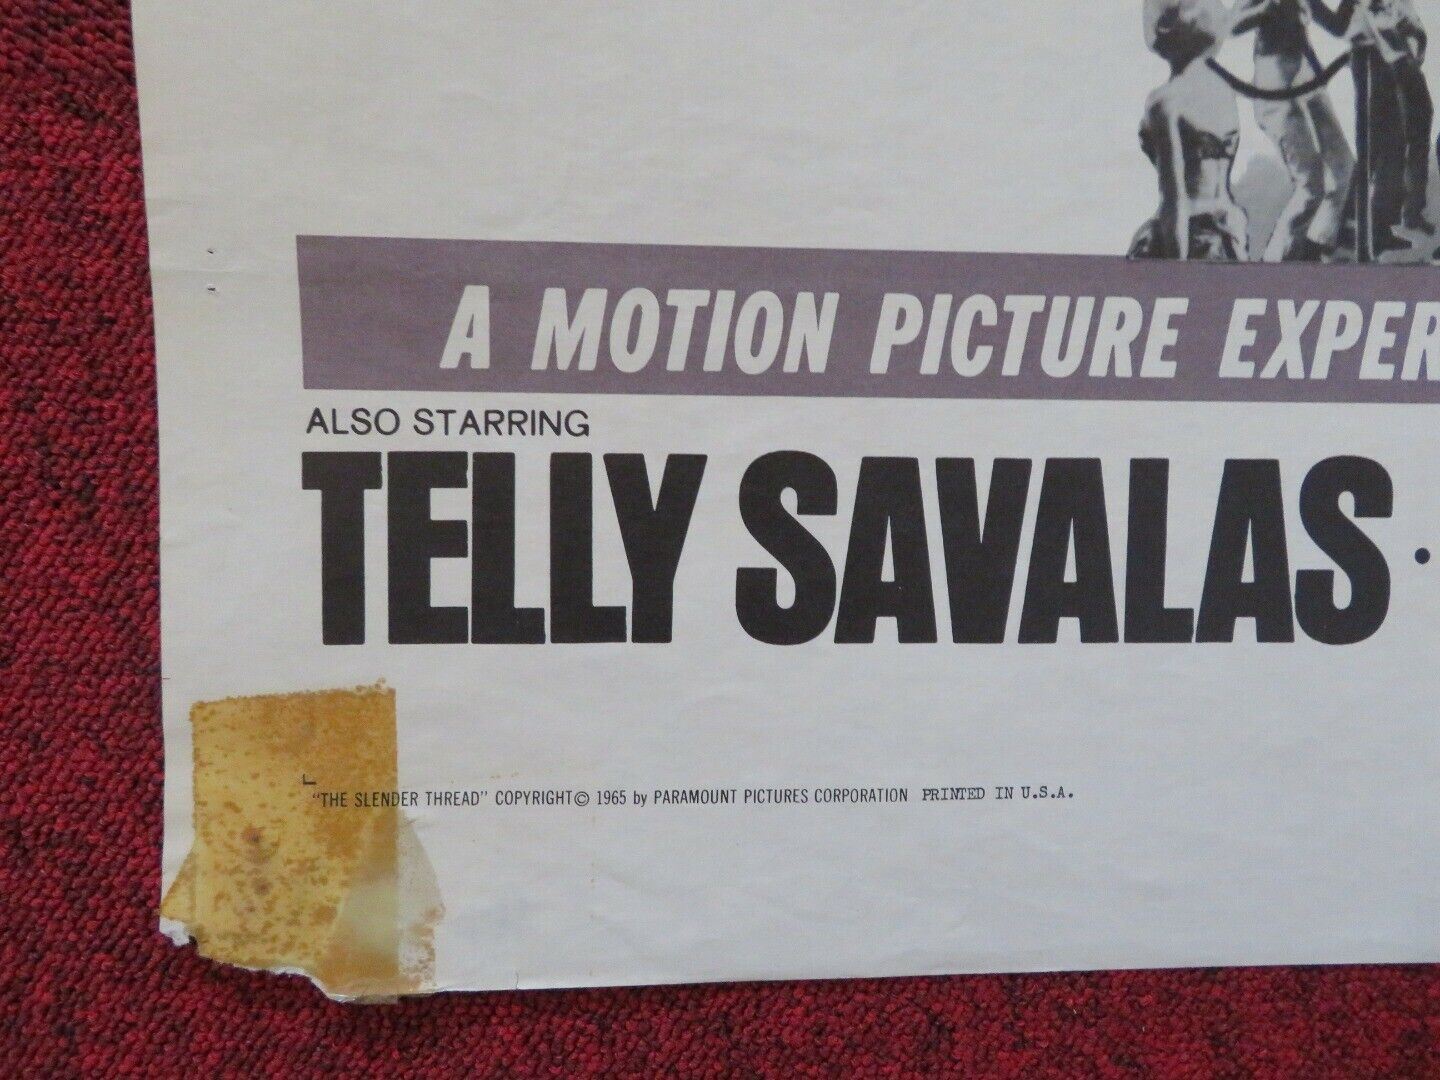 A MOTION PICTURE EXPER
ALSO STARRING
TELLY SAVALAS •
"THE SLENDER THREAD" COPYRIGHT © 1965 by PARAMOUNT PICTURES CORPORATION PRINTED IN U.S.A.